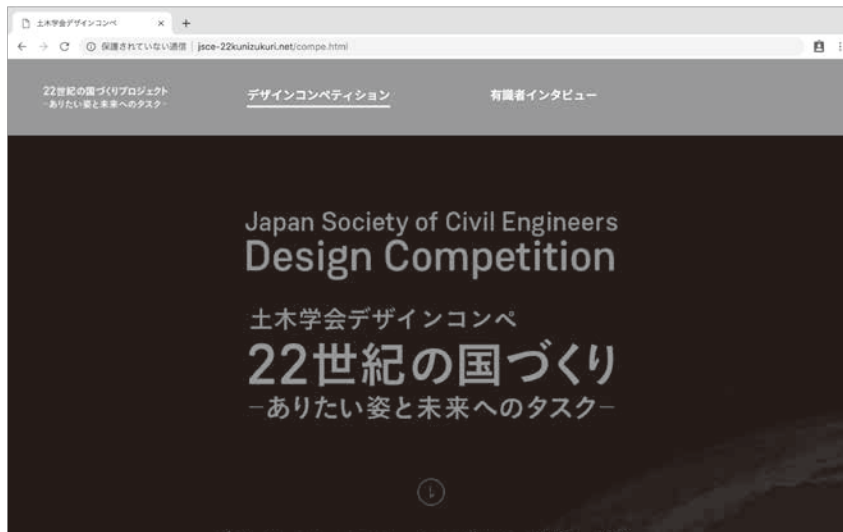 土木学会デザインコンペ
保護されていない通信 | jsce-22kunizukuri.net/compe.html
22世紀の国づくりプロジェクト
-ありたい姿と未来へのタスク-
デザインコンペティション
有識者インタビュー
Japan Society of Civil Engineers
Design Competition
土木学会デザインコンペ
22世紀の国づくり
-ありたい姿と未来へのタスク-